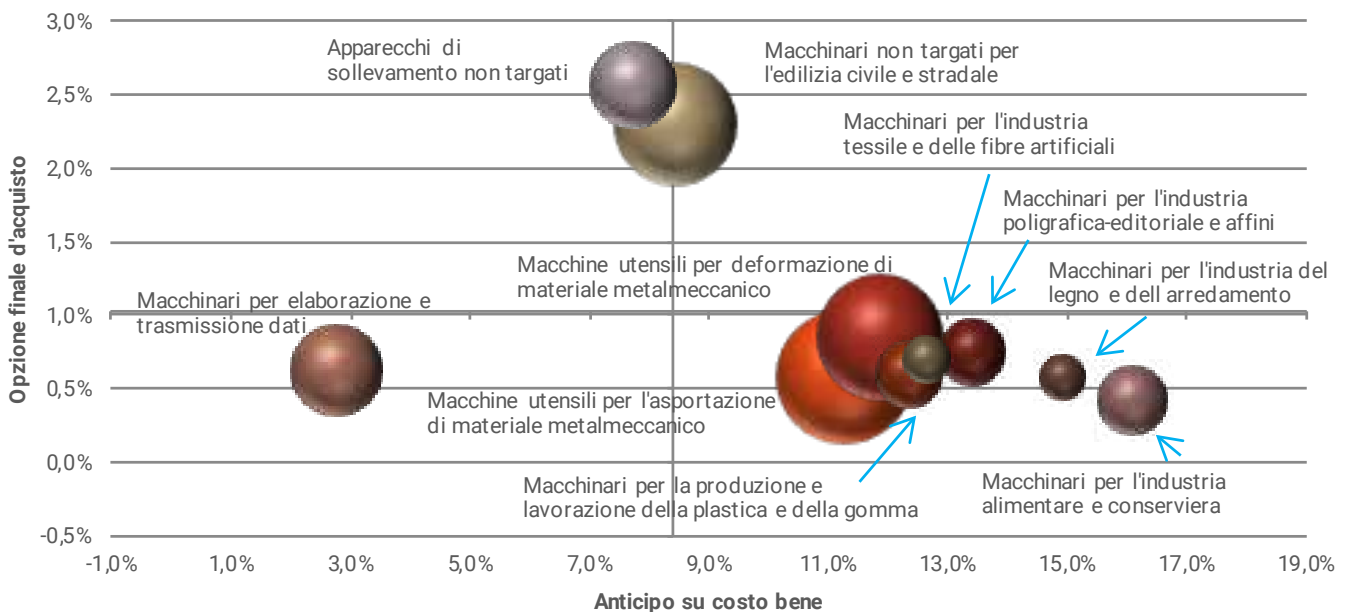 3,0%
2,5%
2,0%
1,5%
1,0%
0,5%
0,0%
-0,5%
Opzione finale d'acquisto
Apparecchi di
sollevamento non targati
Macchinari non targati per
l'edilizia civile e stradale
Macchinari per l'industria
tessile e delle fibre artificiali
Macchinari per l'industria
poligrafica-editoriale e affini
Macchine utensili per deformazione di
materiale metalmeccanico
Macchinari per l'industria del
legno e dell arredamento
Macchinari per elaborazione e
trasmissione dati
Macchine utensili per l'asportazione
di materiale metalmeccanico
Macchinari per la produzione e
lavorazione della plastica e della gomma
Macchinari per l'industria
alimentare e conserviera
-1,0%
1,0%
3,0%
5,0%
7,0%
9,0%
11,0%
13,0%
15,0%
17,0%
19,0%
Anticipo su costo bene